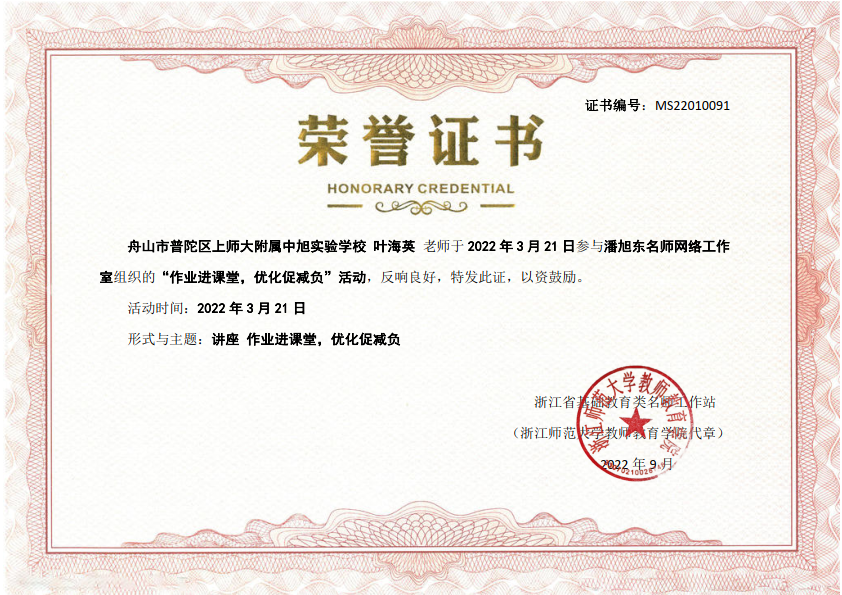 证书编号：MS22010091
荣誉证书
HONORARY CREDENTIAL
舟山市普陀区上师大附属中旭实验学校 叶海英 老师于 2022 年 3 月 21 日参与潘旭东名师网络工作
室组织的“作业进课堂，优化促减负”活动，反响良好，特发此证，以资鼓励。
活动时间：2022 年 3 月 21 日
形式与主题：讲座 作业进课堂，优化促减负
浙江省基础教育类名师工作站
（浙江师范大学教师教育学院代章）
2022 年 9 月
浙江师范大学教师教育学院